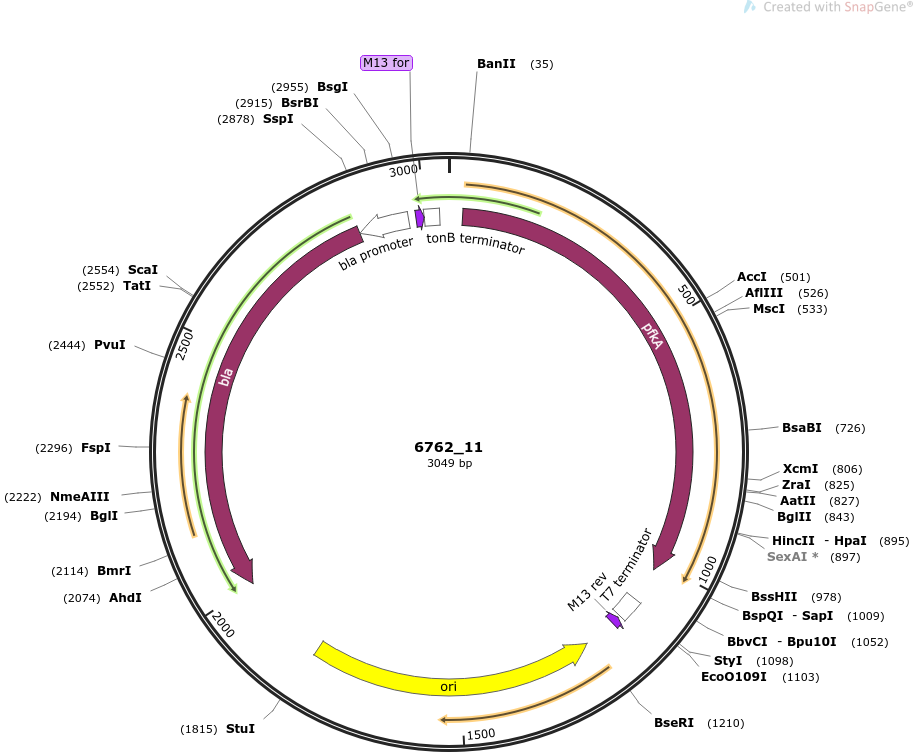 Created with SnapGene®
M13 for
BanII (35)
(2955) BsgI
(2915) BsrBI
(2878) SspI
3000
bla promoter
tonB terminator
(2554) ScaI
(2552) TatI
2500
(2444) PvuI
bla
(2296) FspI
(2222) NmeAIII
(2194) BglI
(2114) BmrI
(2074) AhdI
2000
(1815) StuI
6762_11
3049 bp
pfkA
AccI (501)
500
AflIII (526)
MscI (533)
BsaBI (726)
XcmI (806)
ZraI (825)
AatII (827)
BglII (843)
HincII - HpaI (895)
SexAI * (897)
1000
BssHII (978)
BspQI - SapI (1009)
BbvCI - Bpu10I (1052)
StyI (1098)
EcoO109I (1103)
BseRI (1210)
T7 terminator
M13 rev
ori
1500